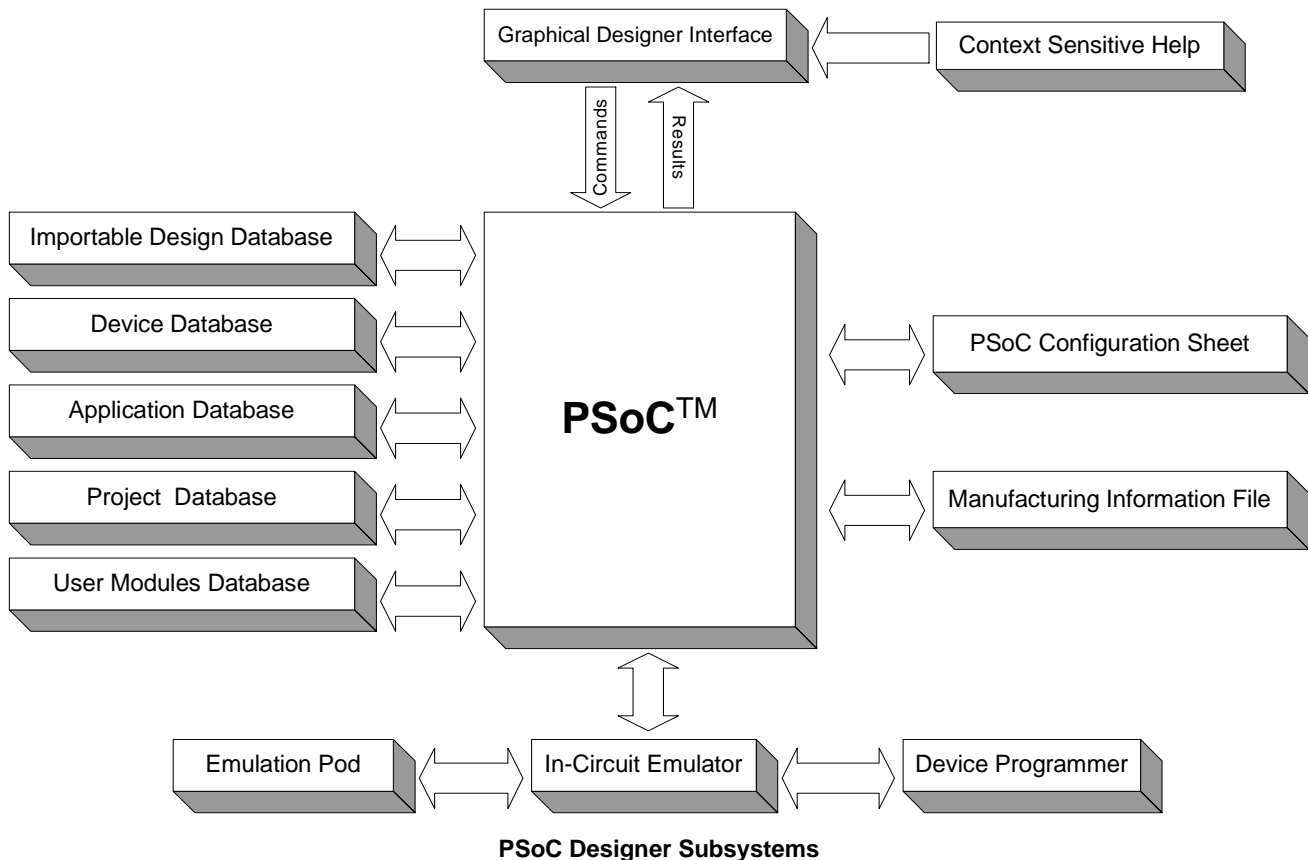 Graphical Designer Interface
Context Sensitive Help
Commands
Results
Importable Design Database
Device Database
Application Database
Project Database
User Modules Database
PSoC™
PSoC Configuration Sheet
Manufacturing Information File
Emulation Pod
In-Circuit Emulator
Device Programmer
PSoC Designer Subsystems